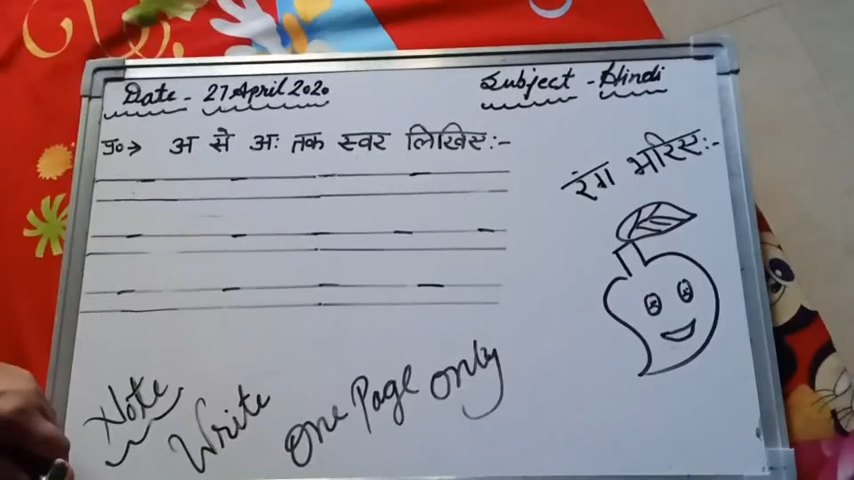 Date - 27 April 2020
Subject - Hindi
प्र०→ अ से अः तक स्वर लिखिए:-
रंग भरिए:-
Note
Write one Page only